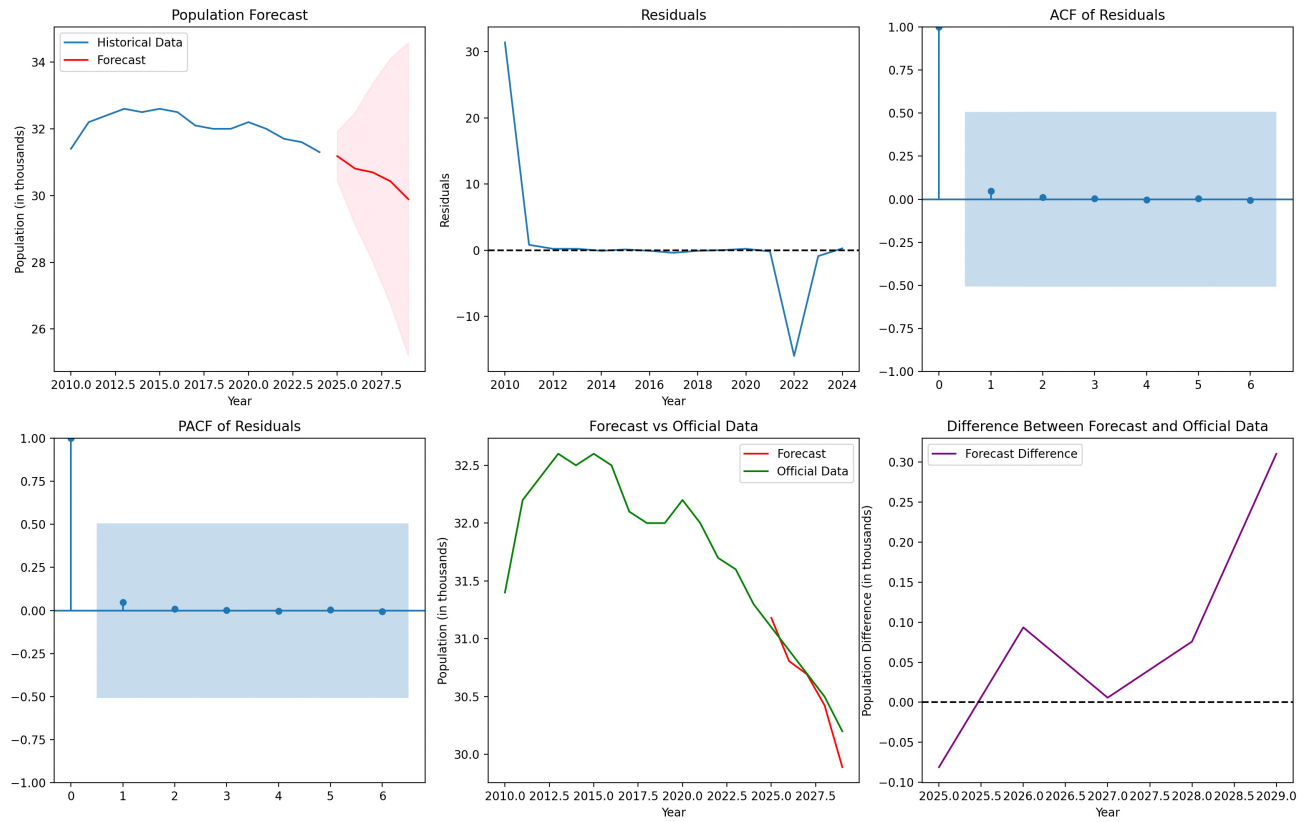 Population Forecast
Historical Data
Forecast
Population (in thousands)
34
32
30
28
26
2010.0 2012.5 2015.0 2017.5 2020.0 2022.5 2025.0 2027.5
Year
Residuals
Residuals
30
20
10
0
−10
2010 2012 2014 2016 2018 2020 2022 2024
Year
ACF of Residuals
1.00
0.75
0.50
0.25
0.00
−0.25
−0.50
−0.75
−1.00
0 1 2 3 4 5 6
PACF of Residuals
1.00
0.75
0.50
0.25
0.00
−0.25
−0.50
−0.75
−1.00
0 1 2 3 4 5 6
Forecast vs Official Data
Forecast
Official Data
Population (in thousands)
32.5
32.0
31.5
31.0
30.5
30.0
2010.0 2012.5 2015.0 2017.5 2020.0 2022.5 2025.0 2027.5
Year
Difference Between Forecast and Official Data
Forecast Difference
Population Difference (in thousands)
0.30
0.25
0.20
0.15
0.10
0.05
0.00
−0.05
−0.10
2025.0 2025.5 2026.0 2026.5 2027.0 2027.5 2028.0 2028.5 2029.0
Year